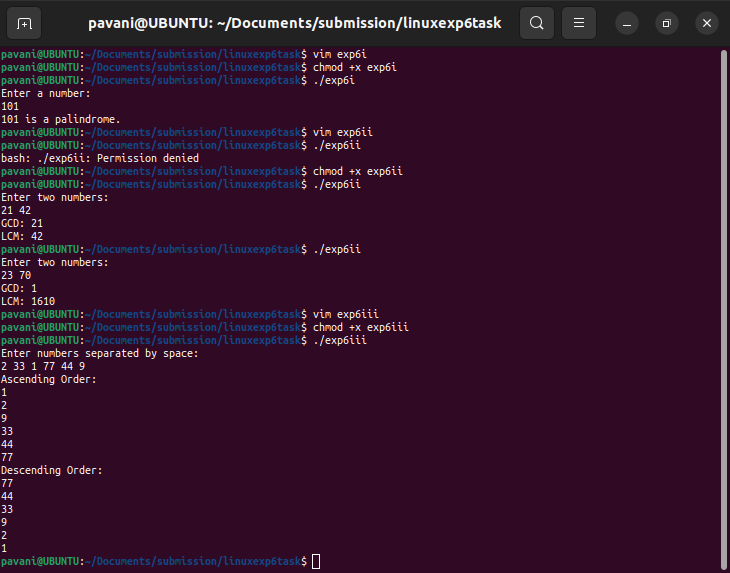 pavani@UBUNTU: ~/Documents/submission/linuxexp6task
pavani@UBUNTU:~/Documents/submission/linuxexp6task$ vim exp6i
pavani@UBUNTU:~/Documents/submission/linuxexp6task$ chmod +x exp6i
pavani@UBUNTU:~/Documents/submission/linuxexp6task$ ./exp6i
Enter a number:
101
101 is a palindrome.
pavani@UBUNTU:~/Documents/submission/linuxexp6task$ vim exp6ii
pavani@UBUNTU:~/Documents/submission/linuxexp6task$ ./exp6ii
bash: ./exp6ii: Permission denied
pavani@UBUNTU:~/Documents/submission/linuxexp6task$ chmod +x exp6ii
pavani@UBUNTU:~/Documents/submission/linuxexp6task$ ./exp6ii
Enter two numbers:
21 42
GCD: 21
LCM: 42
pavani@UBUNTU:~/Documents/submission/linuxexp6task$ ./exp6ii
Enter two numbers:
23 70
GCD: 1
LCM: 1610
pavani@UBUNTU:~/Documents/submission/linuxexp6task$ vim exp6iii
pavani@UBUNTU:~/Documents/submission/linuxexp6task$ chmod +x exp6iii
pavani@UBUNTU:~/Documents/submission/linuxexp6task$ ./exp6iii
Enter numbers separated by space:
2 33 1 77 44 9
Ascending Order:
1
2
9
33
44
77
Descending Order:
77
44
33
9
2
1
pavani@UBUNTU:~/Documents/submission/linuxexp6task$